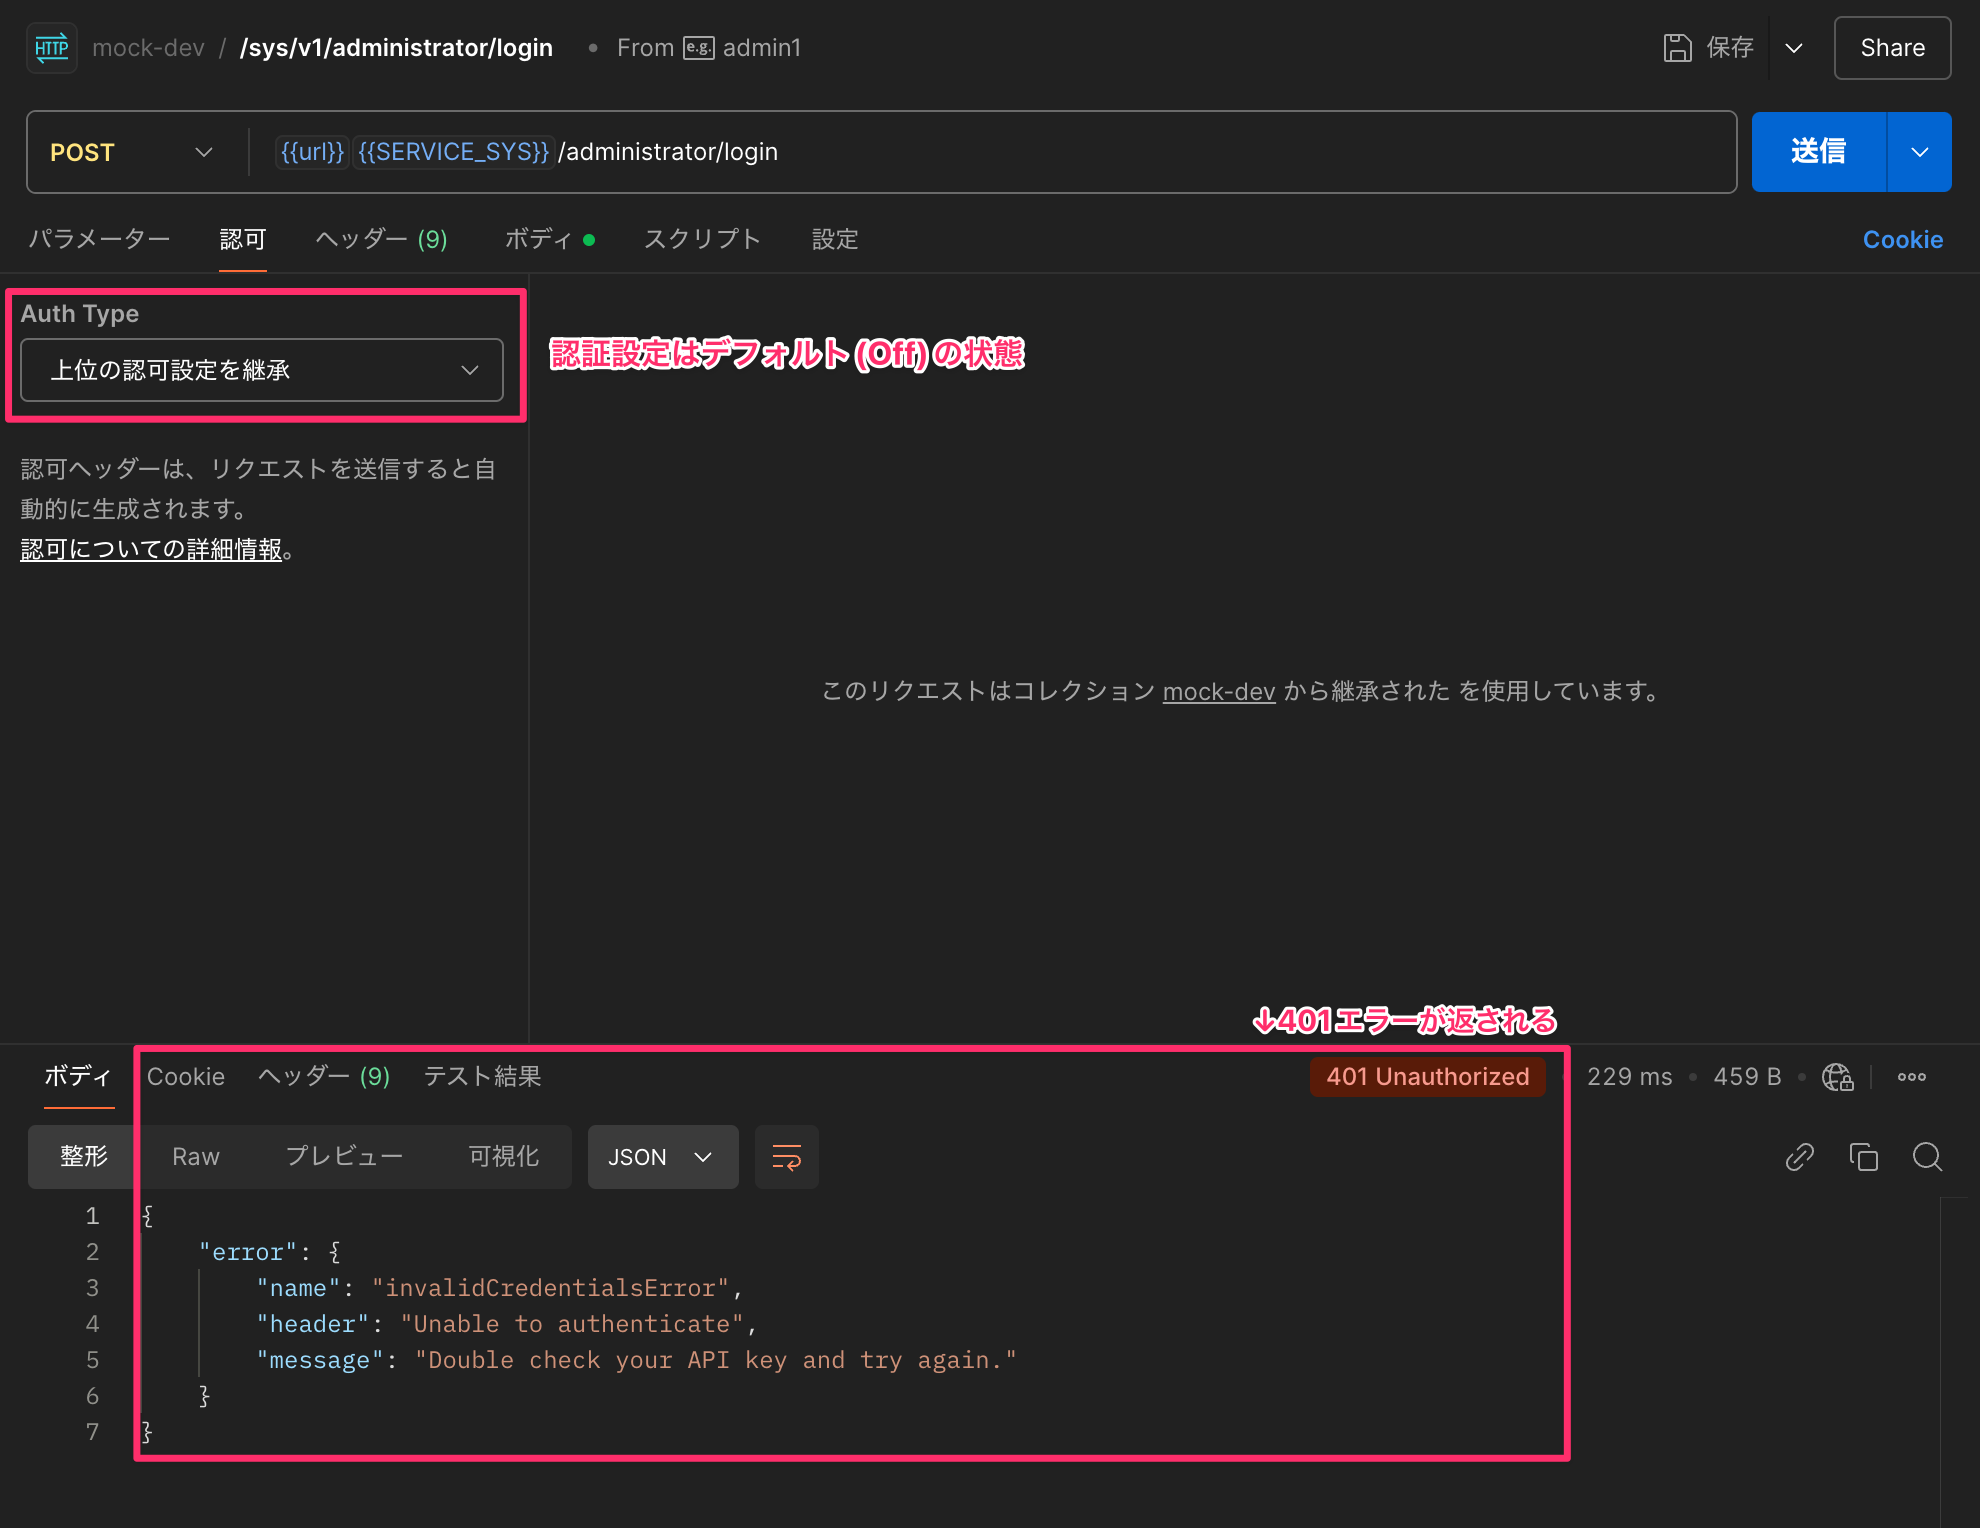 HTTP mock-dev / /sys/v1/administrator/login • From e.g. admin1 保存 Share
POST {{url}} {{SERVICE_SYS}} /administrator/login 送信
パラメーター 認可 ヘッダー (9) ボディ スクリプト 設定 Cookie
Auth Type
上位の認可設定を継承
認証設定はデフォルト(Off)の状態
認可ヘッダーは、リクエストを送信すると自
動的に生成されます。
認可についての詳細情報。
このリクエストはコレクション mock-dev から継承された を使用しています。
↓401エラーが返される
ボディ Cookie ヘッダー (9) テスト結果 401 Unauthorized 229 ms • 459 B •
整形 Raw プレビュー 可視化 JSON
1 {
2 "error": {
3 "name": "invalidCredentialsError",
4 "header": "Unable to authenticate",
5 "message": "Double check your API key and try again."
6 }
7 }